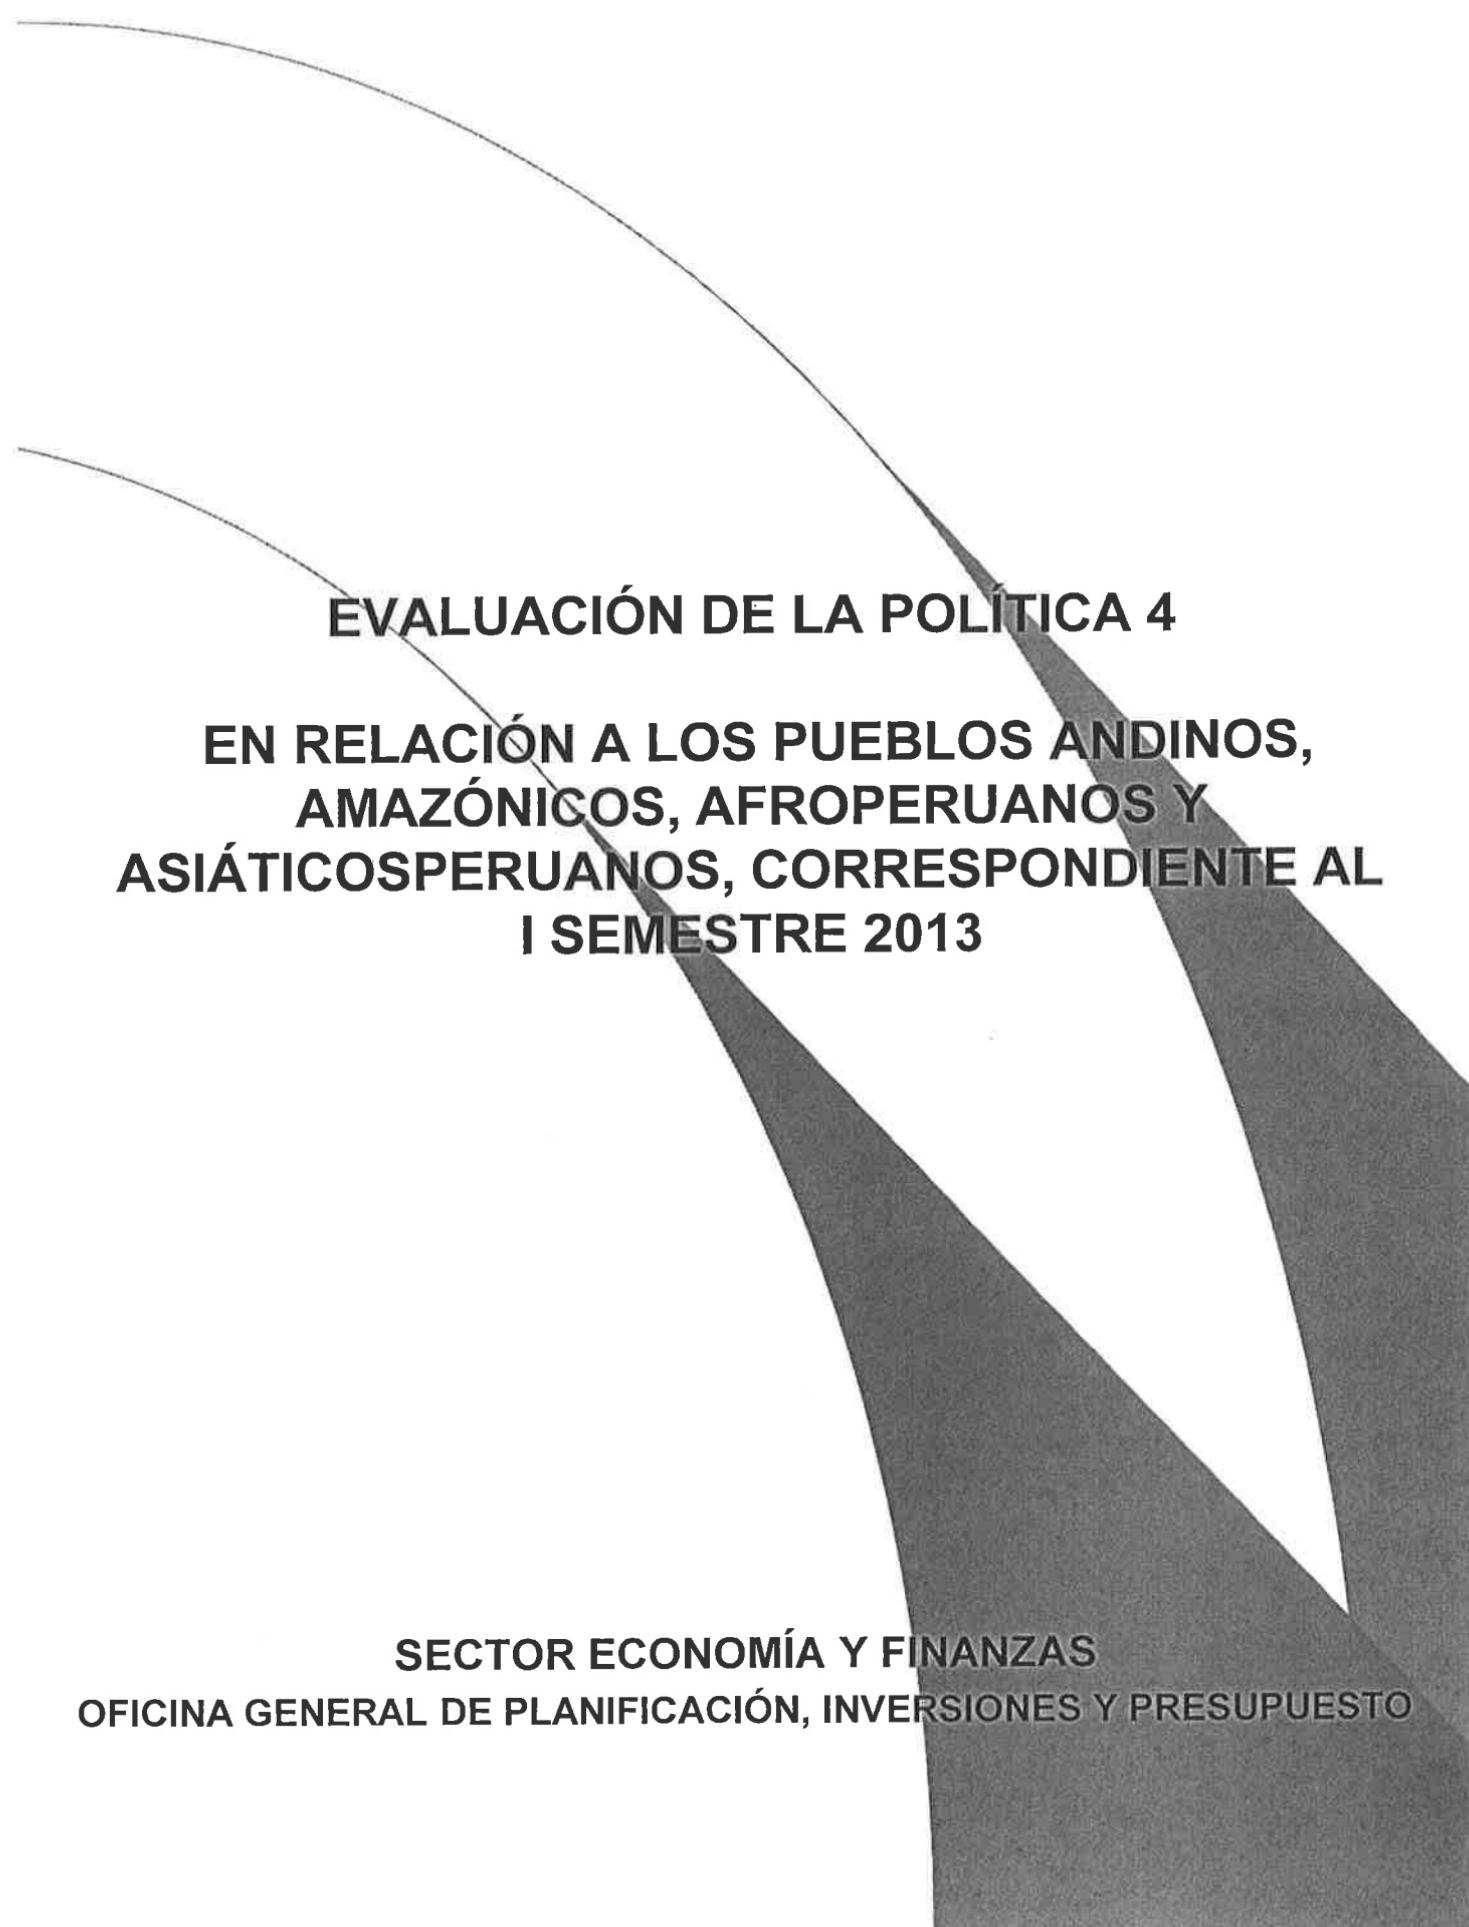 EVALUACIÓN DE LA POLÍTICA 4
EN RELACIÓN A LOS PUEBLOS ANDINOS,
AMAZÓNICOS, AFROPERUANOS Y
ASIÁTICOSPERUANOS, CORRESPONDIENTE AL
I SEMESTRE 2013
SECTOR ECONOMÍA Y FINANZAS
OFICINA GENERAL DE PLANIFICACIÓN, INVERSIONES Y PRESUPUESTO